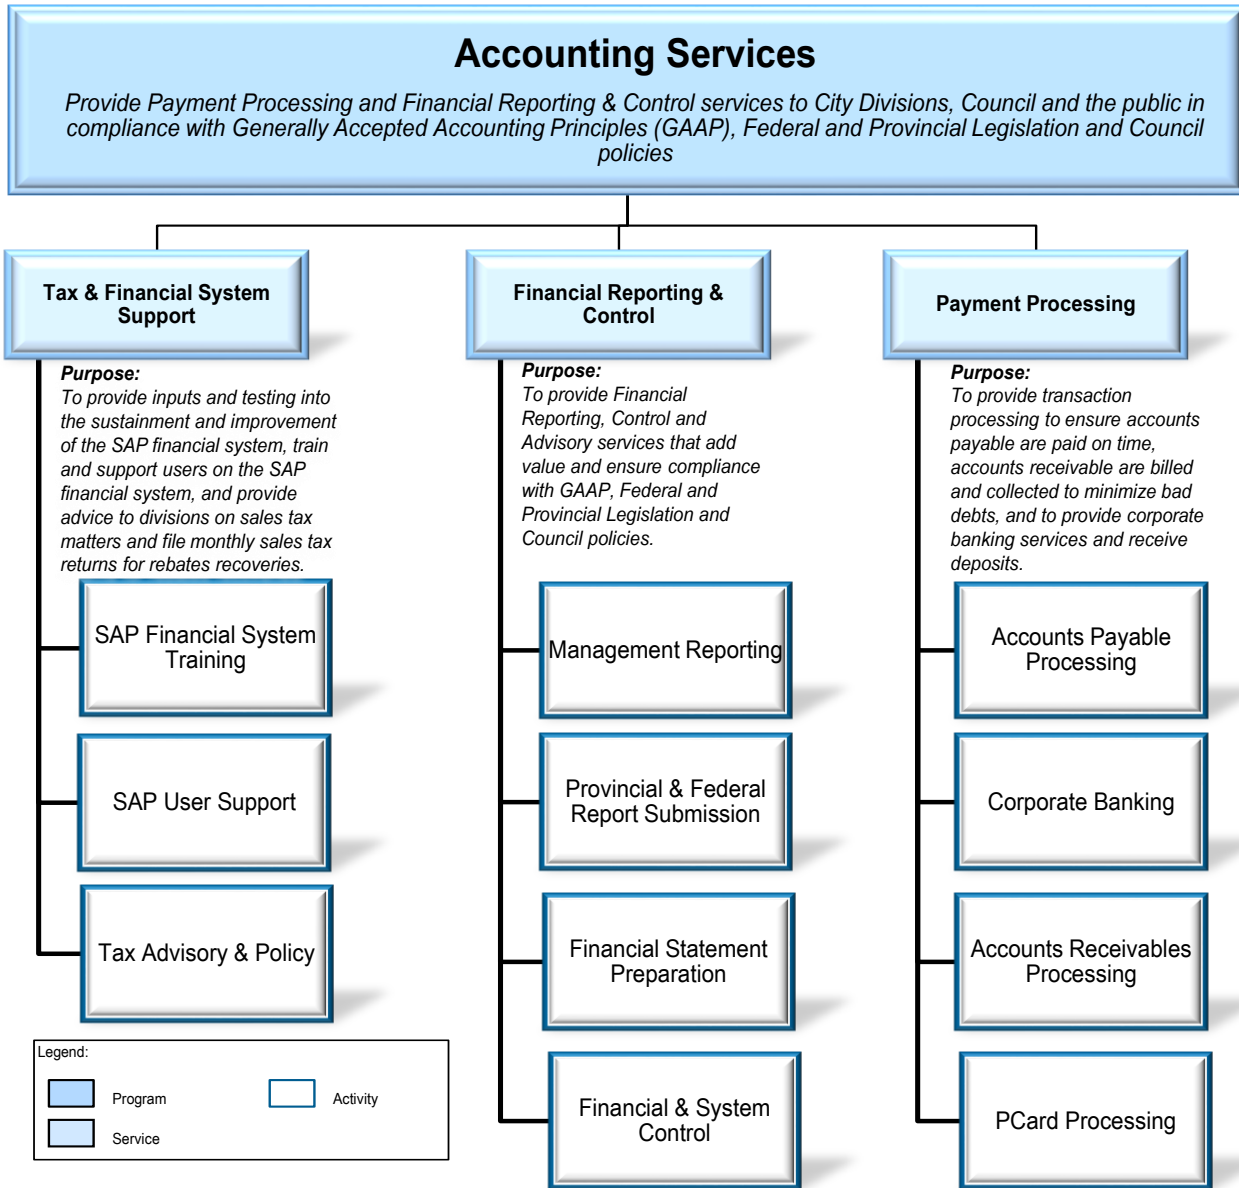 Accounting Services
Provide Payment Processing and Financial Reporting & Control services to City Divisions, Council and the public in
compliance with Generally Accepted Accounting Principles (GAAP), Federal and Provincial Legislation and Council
policies
Tax & Financial System
Support
Purpose:
To provide inputs and testing into
the sustainment and improvement
of the SAP financial system, train
and support users on the SAP
financial system, and provide
advice to divisions on sales tax
matters and file monthly sales tax
returns for rebates recoveries.
SAP Financial System
Training
SAP User Support
Tax Advisory & Policy
Financial Reporting &
Control
Purpose:
To provide Financial
Reporting, Control and
Advisory services that add
value and ensure compliance
with GAAP, Federal and
Provincial Legislation and
Council policies.
Management Reporting
Provincial & Federal
Report Submission
Financial Statement
Preparation
Financial & System
Control
Payment Processing
Purpose:
To provide transaction
processing to ensure accounts
payable are paid on time,
accounts receivable are billed
and collected to minimize bad
debts, and to provide corporate
banking services and receive
deposits.
Accounts Payable
Processing
Corporate Banking
Accounts Receivables
Processing
PCard Processing
Legend:
Program
Activity
Service